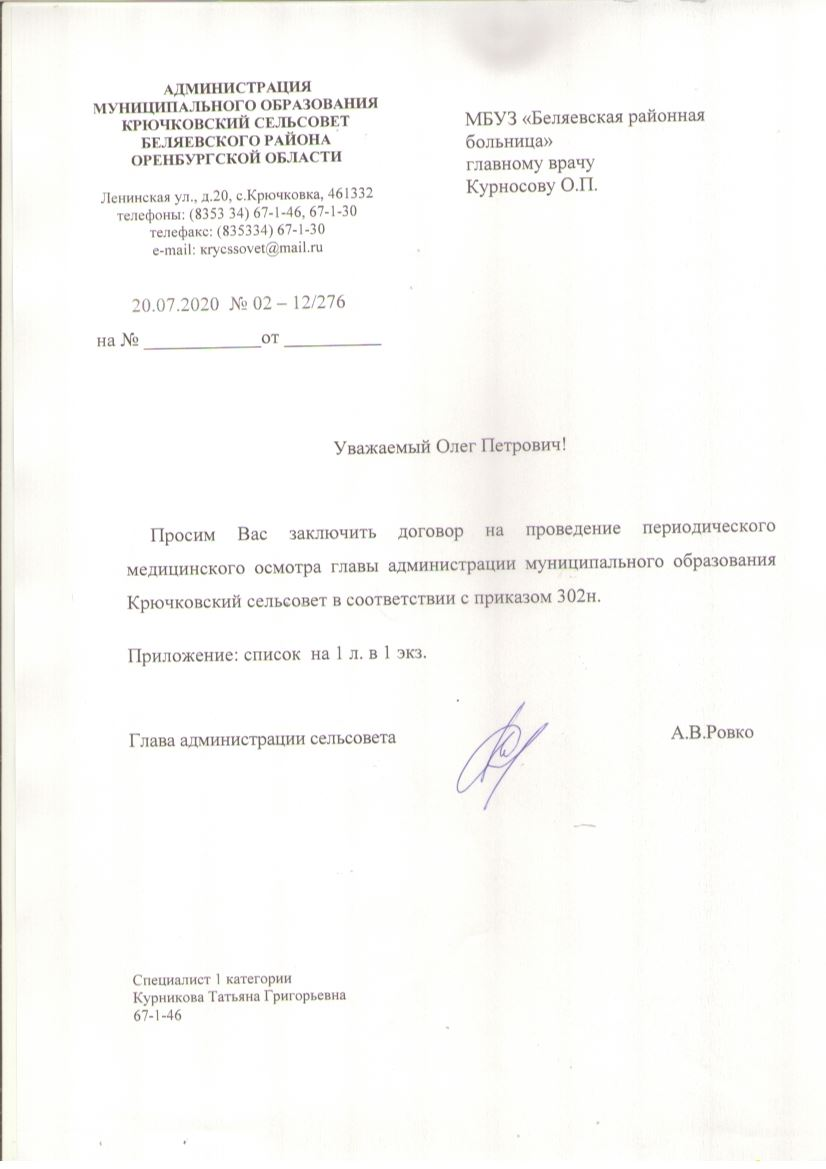 АДМИНИСТРАЦИЯ
МУНИЦИПАЛЬНОГО ОБРАЗОВАНИЯ
КРЮЧКОВСКИЙ СЕЛЬСОВЕТ
БЕЛЯЕВСКОГО РАЙОНА
ОРЕНБУРГСКОЙ ОБЛАСТИ
Ленинская ул., д.20, с.Крючковка, 461332
телефоны: (8353 34) 67-1-46, 67-1-30
телефакс: (835334) 67-1-30
e-mail: krycssovet@mail.ru
20.07.2020 № 02 – 12/276
на № ____________от __________
МБУЗ «Беляевская районная
больница»
главному врачу
Курносову О.П.
Уважаемый Олег Петрович!
Просим Вас заключить договор на проведение периодического
медицинского осмотра главы администрации муниципального образования
Крючковский сельсовет в соответствии с приказом 302н.
Приложение: список на 1 л. в 1 экз.
Глава администрации сельсовета А.В.Ровко
Специалист 1 категории
Курникова Татьяна Григорьевна
67-1-46